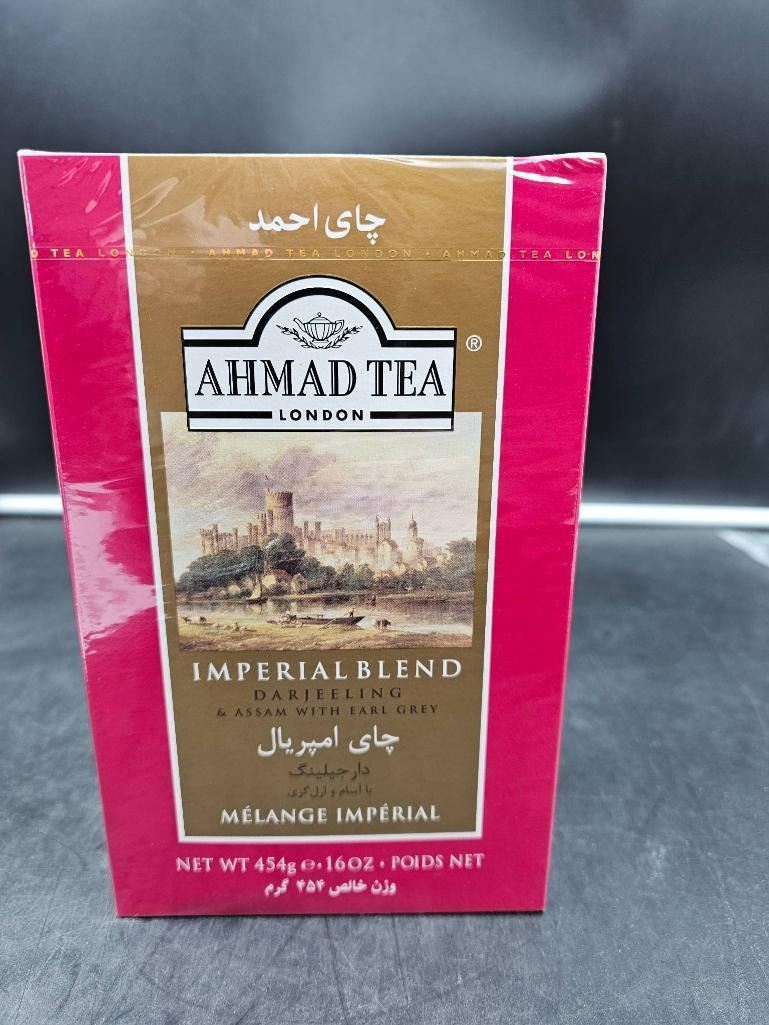 چای احمد
D TEA LONDON • AHMAD TEA LONDON • AHMAD TEA LON
AHMAD TEA ®
LONDON
IMPERIAL BLEND
DARJEELING
& ASSAM WITH EARL GREY
چای امپریال
دارجیلینگ
با آسام و ارل گری
MÉLANGE IMPÉRIAL
NET WT 454g ℮ • 16OZ • POIDS NET
وزن خالص ۴۵۴ گرم